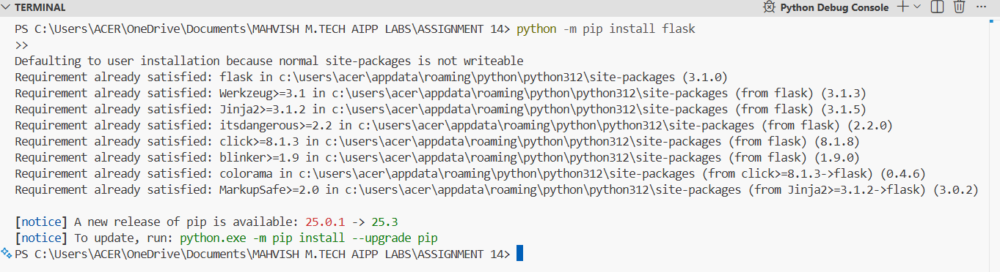 TERMINAL
Python Debug Console
PS C:\Users\ACER\OneDrive\Documents\MAHVISH M.TECH AIPP LABS\ASSIGNMENT 14> python -m pip install flask
>>
Defaulting to user installation because normal site-packages is not writeable
Requirement already satisfied: flask in c:\users\acer\appdata\roaming\python\python312\site-packages (3.1.0)
Requirement already satisfied: Werkzeug>=3.1 in c:\users\acer\appdata\roaming\python\python312\site-packages (from flask) (3.1.3)
Requirement already satisfied: Jinja2>=3.1.2 in c:\users\acer\appdata\roaming\python\python312\site-packages (from flask) (3.1.5)
Requirement already satisfied: itsdangerous>=2.2 in c:\users\acer\appdata\roaming\python\python312\site-packages (from flask) (2.2.0)
Requirement already satisfied: click>=8.1.3 in c:\users\acer\appdata\roaming\python\python312\site-packages (from flask) (8.1.8)
Requirement already satisfied: blinker>=1.9 in c:\users\acer\appdata\roaming\python\python312\site-packages (from flask) (1.9.0)
Requirement already satisfied: colorama in c:\users\acer\appdata\roaming\python\python312\site-packages (from click>=8.1.3->flask) (0.4.6)
Requirement already satisfied: MarkupSafe>=2.0 in c:\users\acer\appdata\roaming\python\python312\site-packages (from Jinja2>=3.1.2->flask) (3.0.2)
[notice] A new release of pip is available: 25.0.1 -> 25.3
[notice] To update, run: python.exe -m pip install --upgrade pip
PS C:\Users\ACER\OneDrive\Documents\MAHVISH M.TECH AIPP LABS\ASSIGNMENT 14>